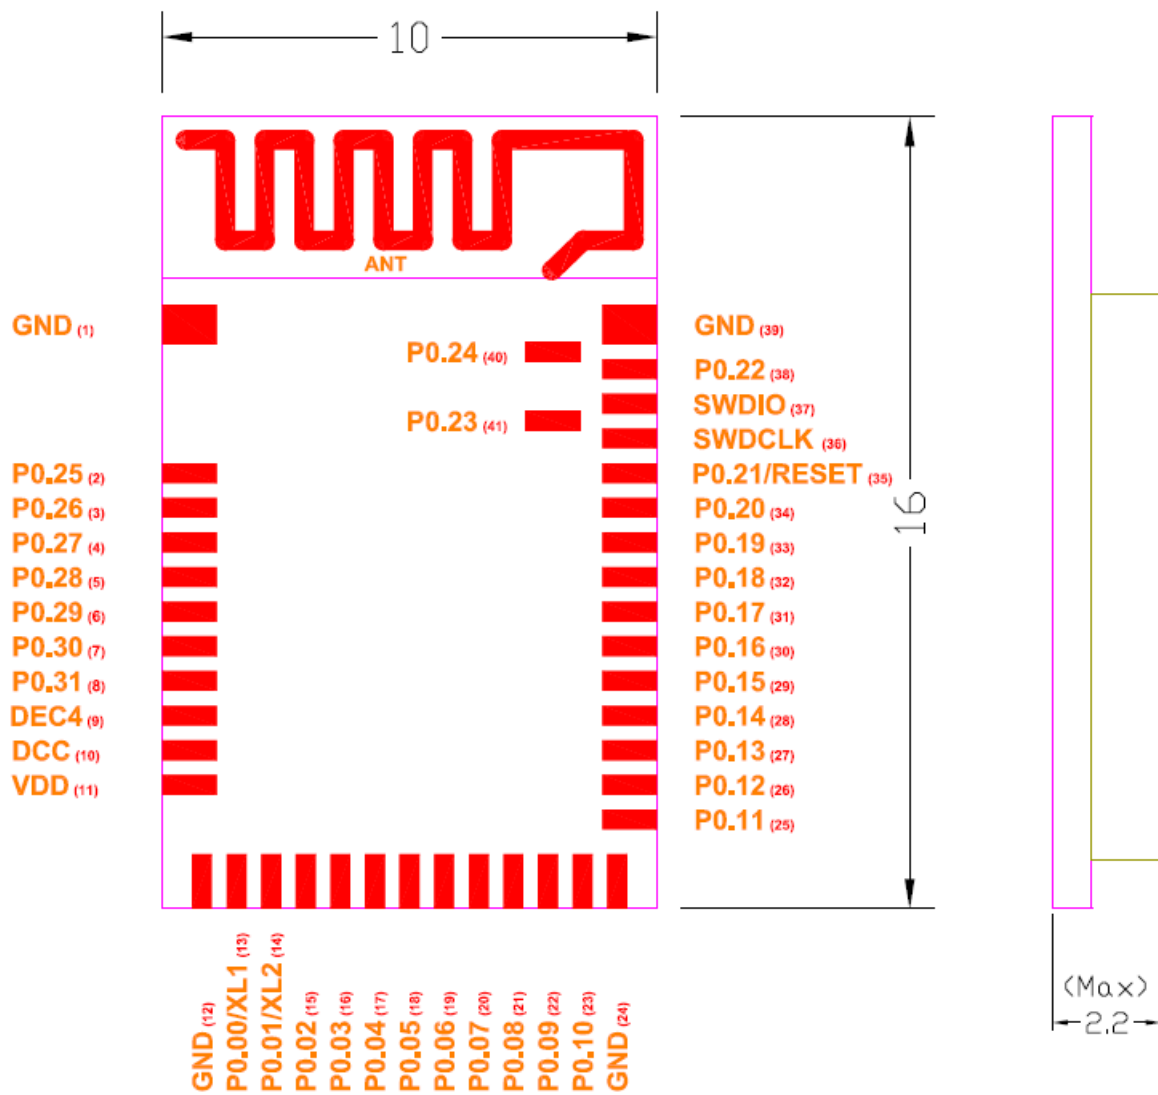 10
ANT
GND (1)
P0.25 (2)
P0.26 (3)
P0.27 (4)
P0.28 (5)
P0.29 (6)
P0.30 (7)
P0.31 (8)
DEC4 (9)
DCC (10)
VDD (11)
P0.24 (40)
P0.23 (41)
GND (39)
P0.22 (38)
SWDIO (37)
SWDCLK (36)
P0.21/RESET (35)
P0.20 (34)
P0.19 (33)
P0.18 (32)
P0.17 (31)
P0.16 (30)
P0.15 (29)
P0.14 (28)
P0.13 (27)
P0.12 (26)
P0.11 (25)
16
GND (12)
P0.00/XL1 (13)
P0.01/XL2 (14)
P0.02 (15)
P0.03 (16)
P0.04 (17)
P0.05 (18)
P0.06 (19)
P0.07 (20)
P0.08 (21)
P0.09 (22)
P0.10 (23)
GND (24)
(Max)
2.2